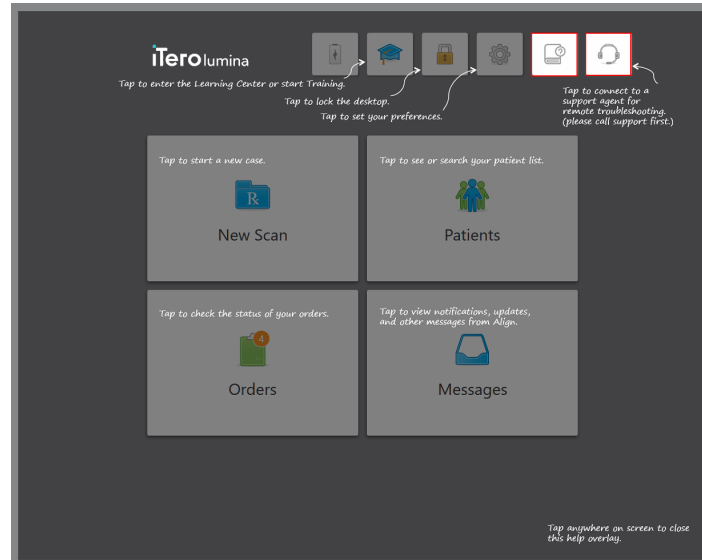 iTero lumina
Tap to enter the Learning Center or start Training.
Tap to lock the desktop.
Tap to set your preferences.
Tap to connect to a
support agent for
remote troubleshooting.
(please call support first.)
Tap to start a new case.
Rx
New Scan
Tap to see or search your patient list.
Patients
Tap to check the status of your orders.
4
Orders
Tap to view notifications, updates,
and other messages from Align.
Messages
Tap anywhere on screen to close
this help overlay.